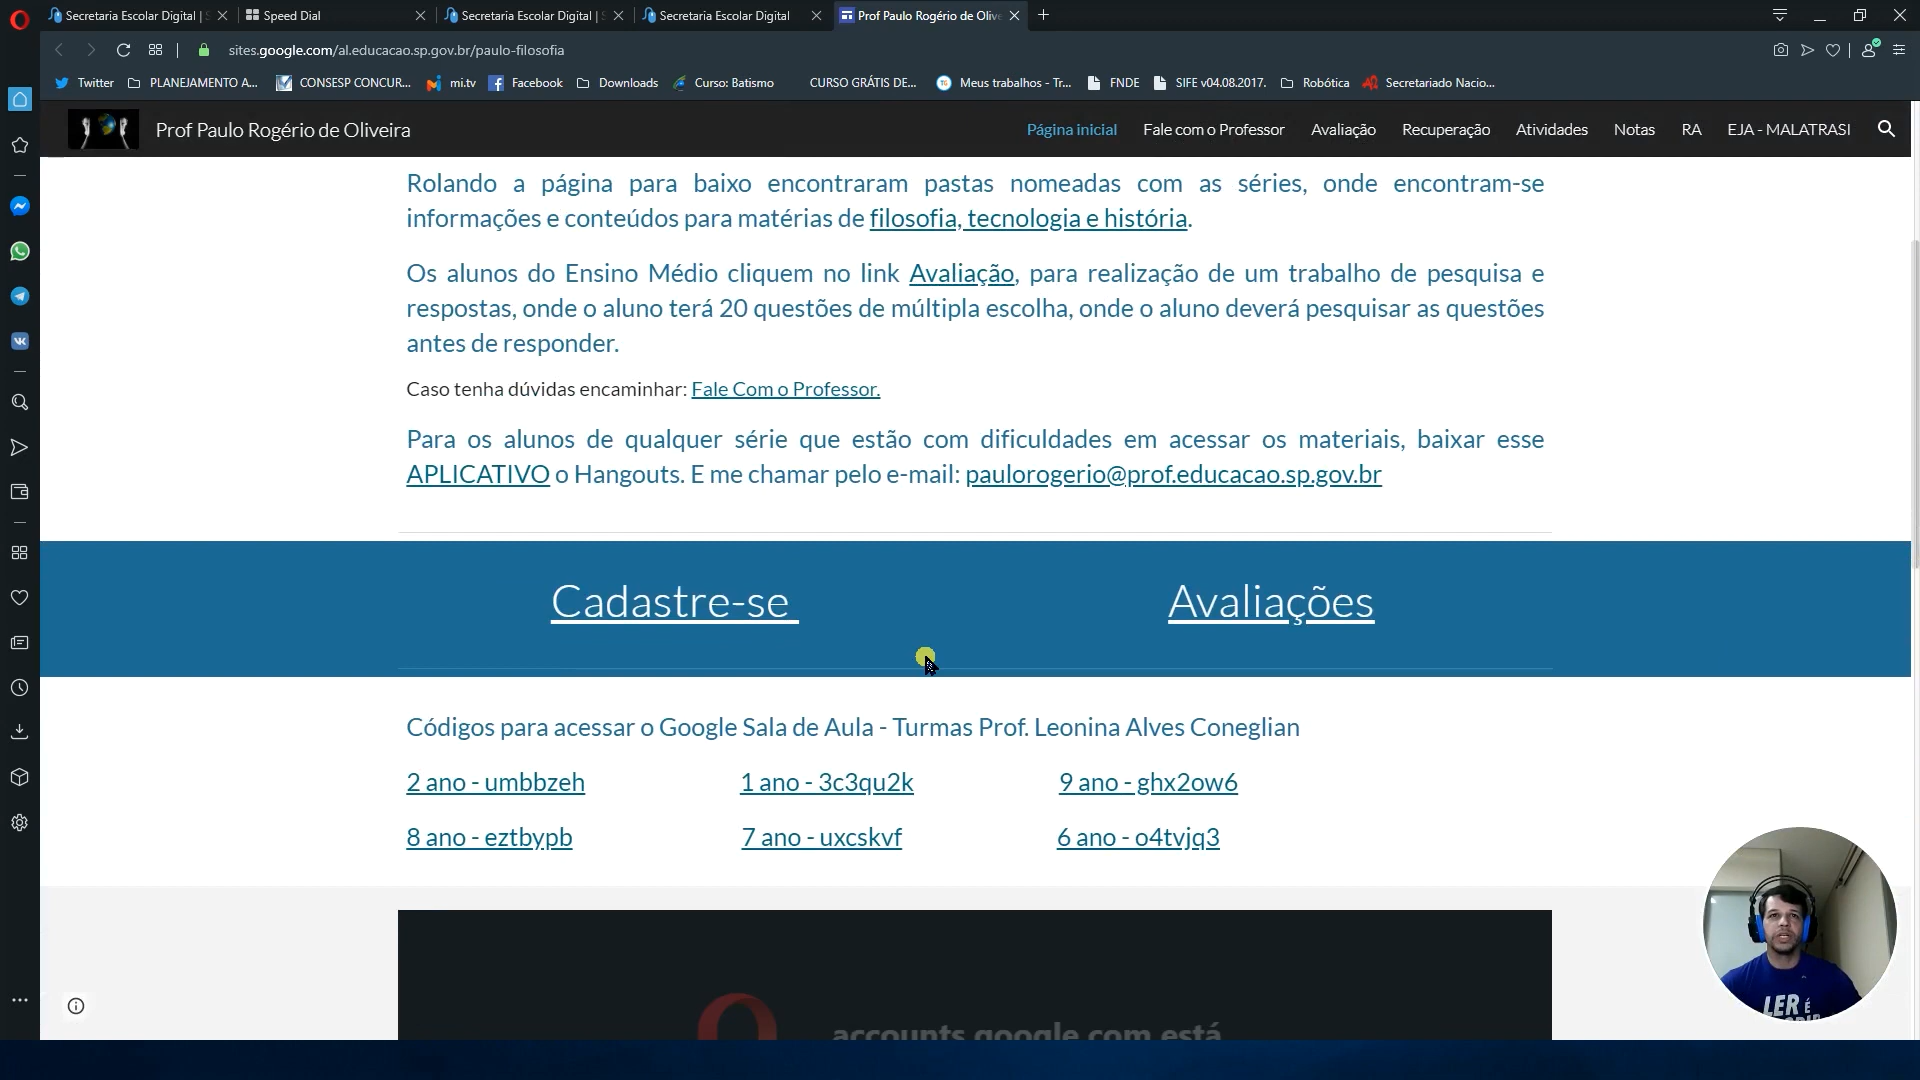 Secretaria Escolar Digital |
Speed Dial
Secretaria Escolar Digital |
Secretaria Escolar Digital
Prof Paulo Rogério de Olive
sites.google.com/al.educacao.sp.gov.br/paulo-filosofia
Twitter
PLANEJAMENTO A...
CONSESP CONCUR...
mi.tv
Facebook
Downloads
Curso: Batismo
CURSO GRÁTIS DE...
Meus trabalhos - Tr...
FNDE
SIFE v04.08.2017.
Robótica
Secretariado Nacio...
Prof Paulo Rogério de Oliveira
Página inicial
Fale com o Professor
Avaliação
Recuperação
Atividades
Notas
RA
EJA - MALATRASI
Rolando a página para baixo encontraram pastas nomeadas com as séries, onde encontram-se
informações e conteúdos para matérias de filosofia, tecnologia e história.
Os alunos do Ensino Médio cliquem no link Avaliação, para realização de um trabalho de pesquisa e
respostas, onde o aluno terá 20 questões de múltipla escolha, onde o aluno deverá pesquisar as questões
antes de responder.
Caso tenha dúvidas encaminhar: Fale Com o Professor.
Para os alunos de qualquer série que estão com dificuldades em acessar os materiais, baixar esse
APLICATIVO o Hangouts. E me chamar pelo e-mail: paulorogerio@prof.educacao.sp.gov.br
Cadastre-se
Avaliações
Códigos para acessar o Google Sala de Aula - Turmas Prof. Leonina Alves Coneglian
2 ano - umbbzeh
1 ano - 3c3qu2k
9 ano - ghx2ow6
8 ano - eztbypb
7 ano - uxcskvf
6 ano - o4tvjq3
accounts.google.com está
LER É